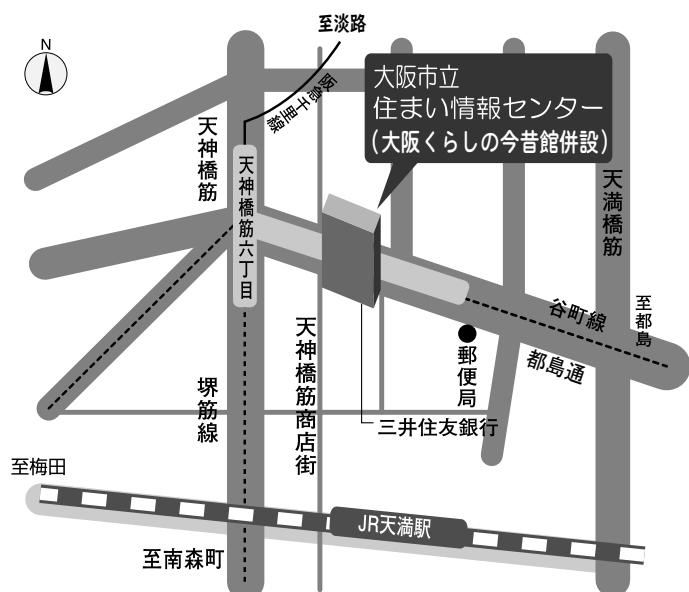 N
至淡路
阪急千里線
大阪市立
住まい情報センター
(大阪くらしの今昔館併設)
天神橋筋
天神橋筋六丁目
天満橋筋
谷町線
至都島
都島通
郵便局
天神橋筋商店街
堺筋線
三井住友銀行
至梅田
JR天満駅
至南森町